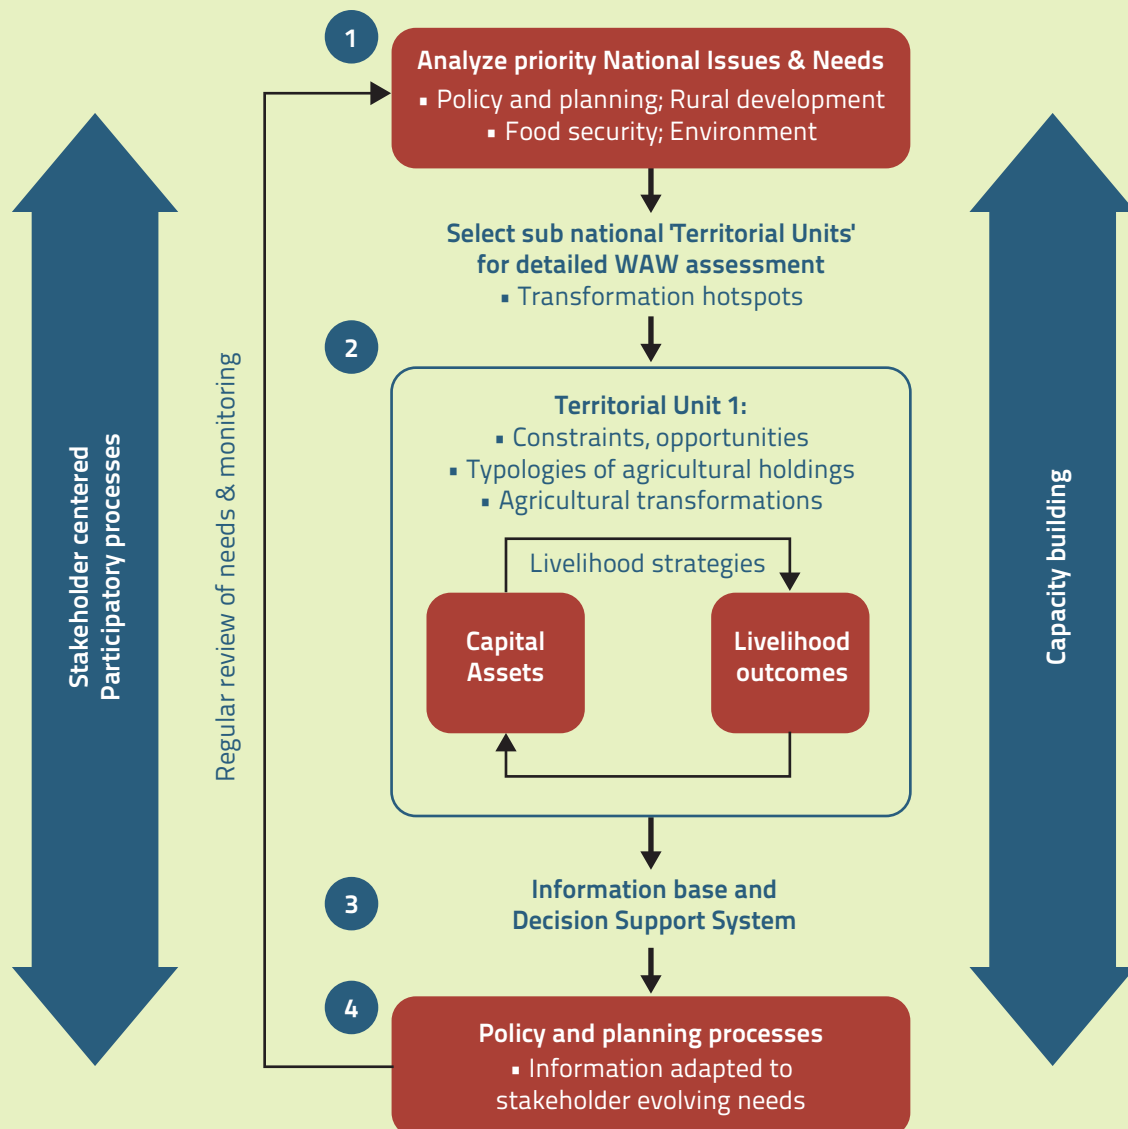 1
Analyze priority National Issues & Needs
▪ Policy and planning; Rural development
▪ Food security; Environment
Select sub national 'Territorial Units'
for detailed WAW assessment
▪ Transformation hotspots
2
Territorial Unit 1:
▪ Constraints, opportunities
▪ Typologies of agricultural holdings
▪ Agricultural transformations
Livelihood strategies
Capital
Assets
Livelihood
outcomes
3
Information base and
Decision Support System
4
Policy and planning processes
▪ Information adapted to
stakeholder evolving needs
Stakeholder centered
Participatory processes
Regular review of needs & monitoring
Capacity building